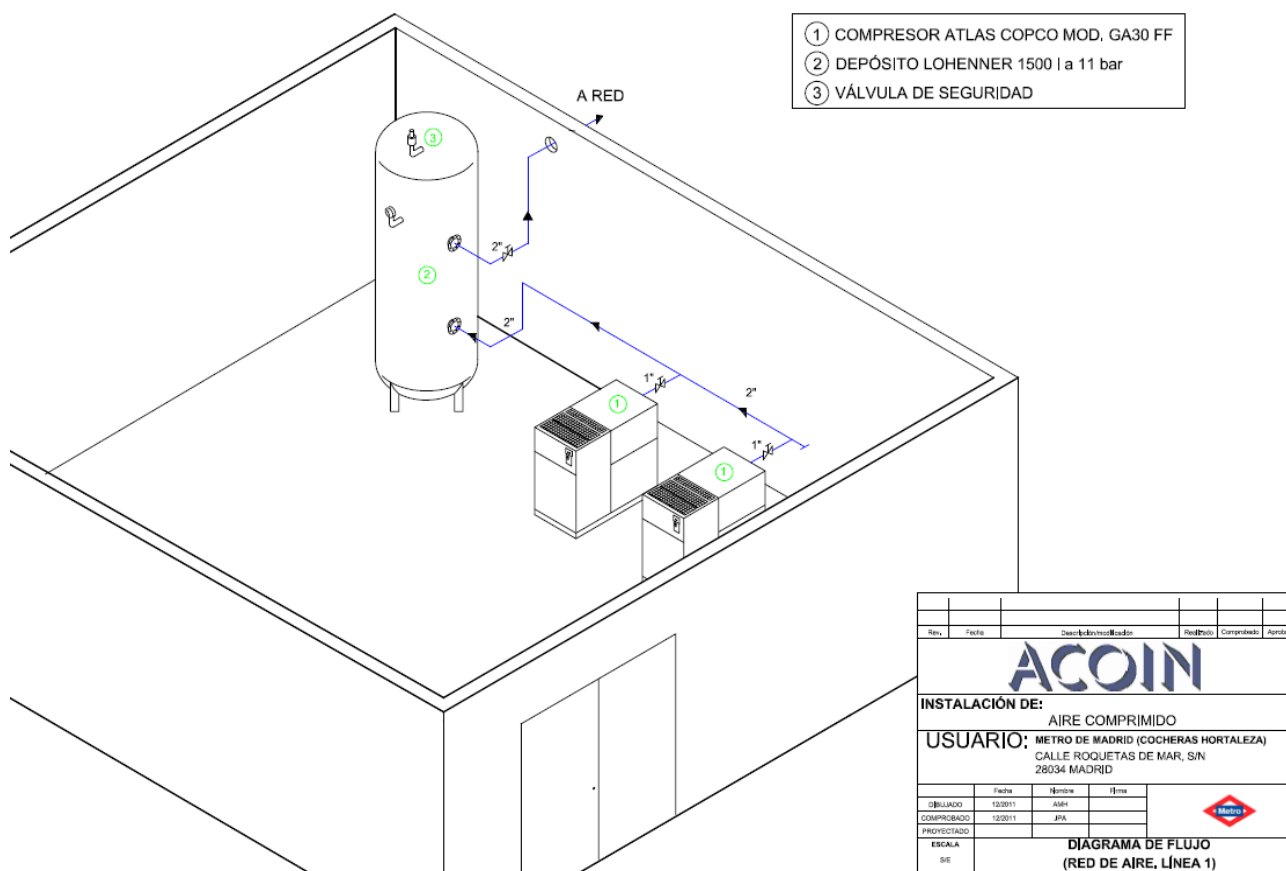 1 COMPRESOR ATLAS COPCO MOD. GA30 FF
2 DEPÓSITO LOHENNER 1500 l a 11 bar
3 VÁLVULA DE SEGURIDAD
A RED
3
2"
2
2"
1"
1
2"
1"
1
Rev. Fecha Descripción/modificación Realizado Comprobado Aprob
ACOIN
INSTALACIÓN DE:
AIRE COMPRIMIDO
USUARIO: METRO DE MADRID (COCHERAS HORTALEZA)
CALLE ROQUETAS DE MAR, S/N
28034 MADRID
Fecha Nombre Firma
DIBUJADO 12/2011 AMH
COMPROBADO 12/2011 JPA
PROYECTADO
Metro
ESCALA
S/E
DIAGRAMA DE FLUJO
(RED DE AIRE, LÍNEA 1)